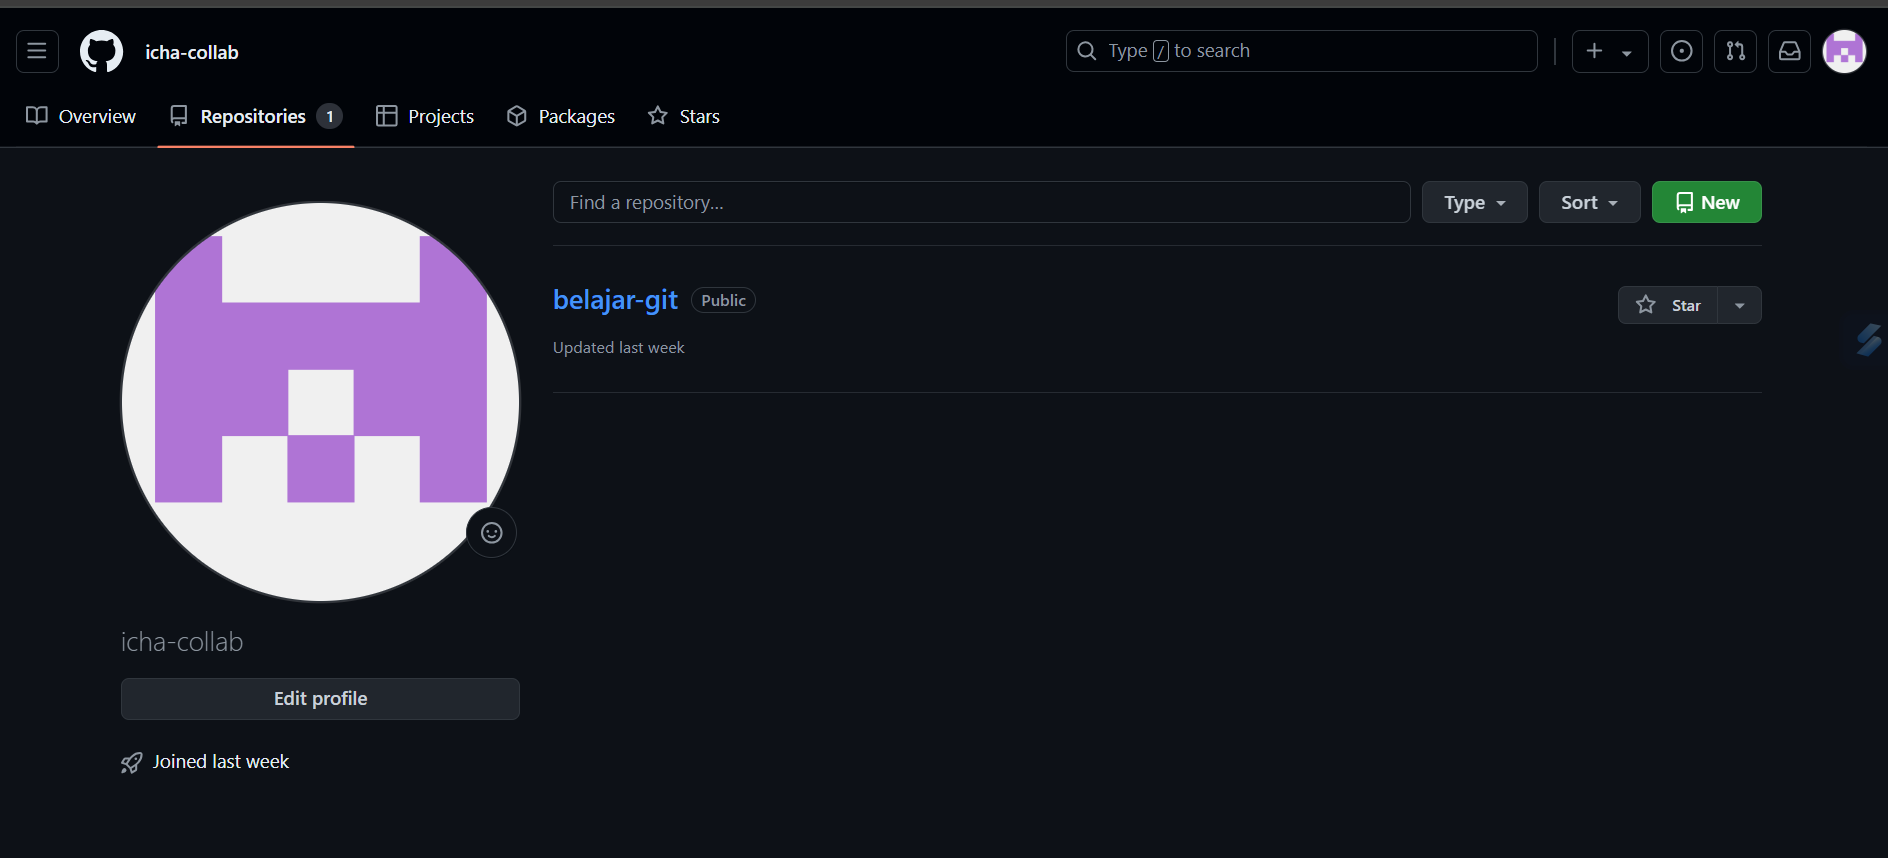 icha-collab
Type / to search
Overview
Repositories 1
Projects
Packages
Stars
Find a repository...
Type
Sort
New
belajar-git Public
Star
Updated last week
icha-collab
Edit profile
Joined last week